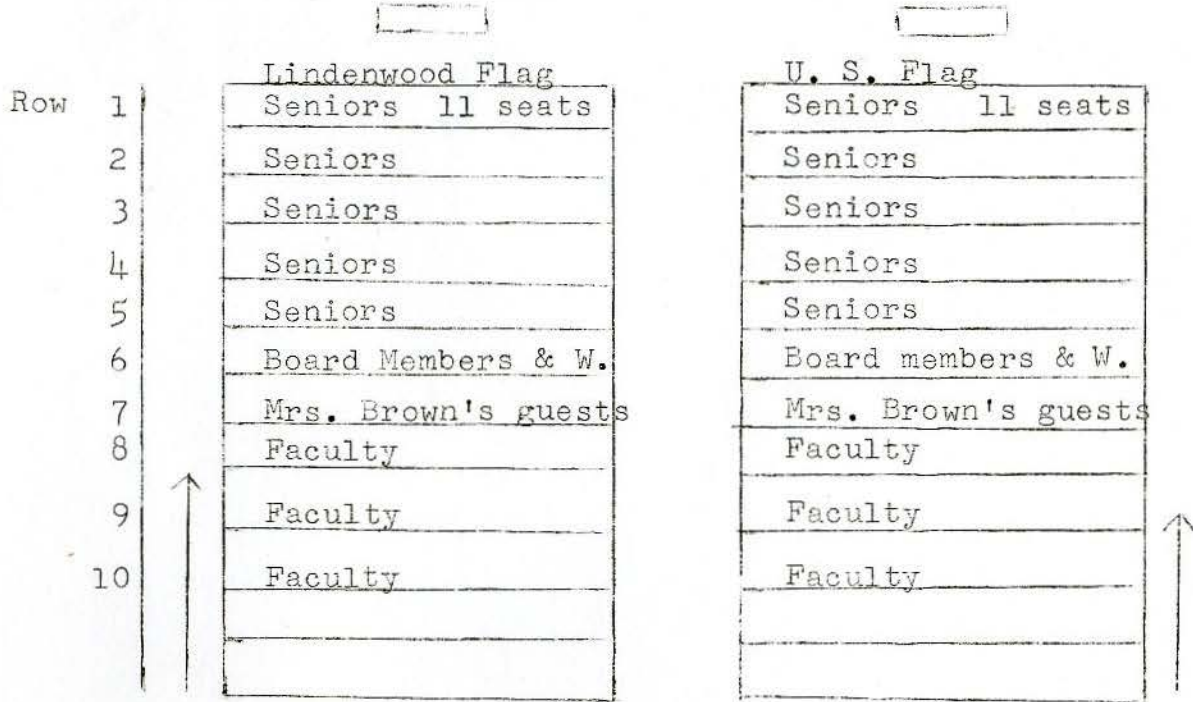 Lindenwood Flag U. S. Flag
Row 1 Seniors 11 seats Seniors 11 seats
2 Seniors Seniors
3 Seniors Seniors
4 Seniors Seniors
5 Seniors Seniors
6 Board Members & W. Board members & W.
7 Mrs. Brown's guests Mrs. Brown's guests
8 Faculty Faculty
9 Faculty Faculty
10 Faculty Faculty